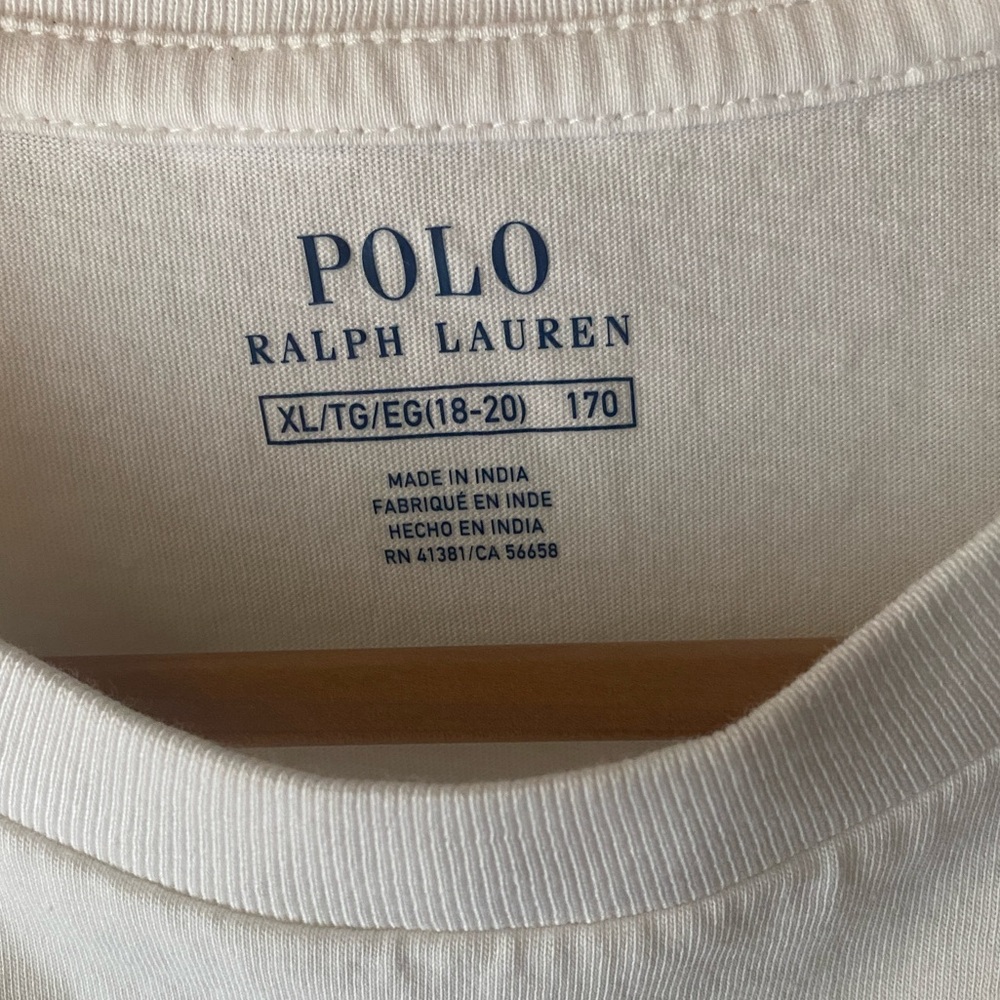 POLO
RALPH LAUREN
XL/TG/EG(18-20) 170
MADE IN INDIA
FABRIQUÉ EN INDE
HECHO EN INDIA
RN 41381/CA 56658